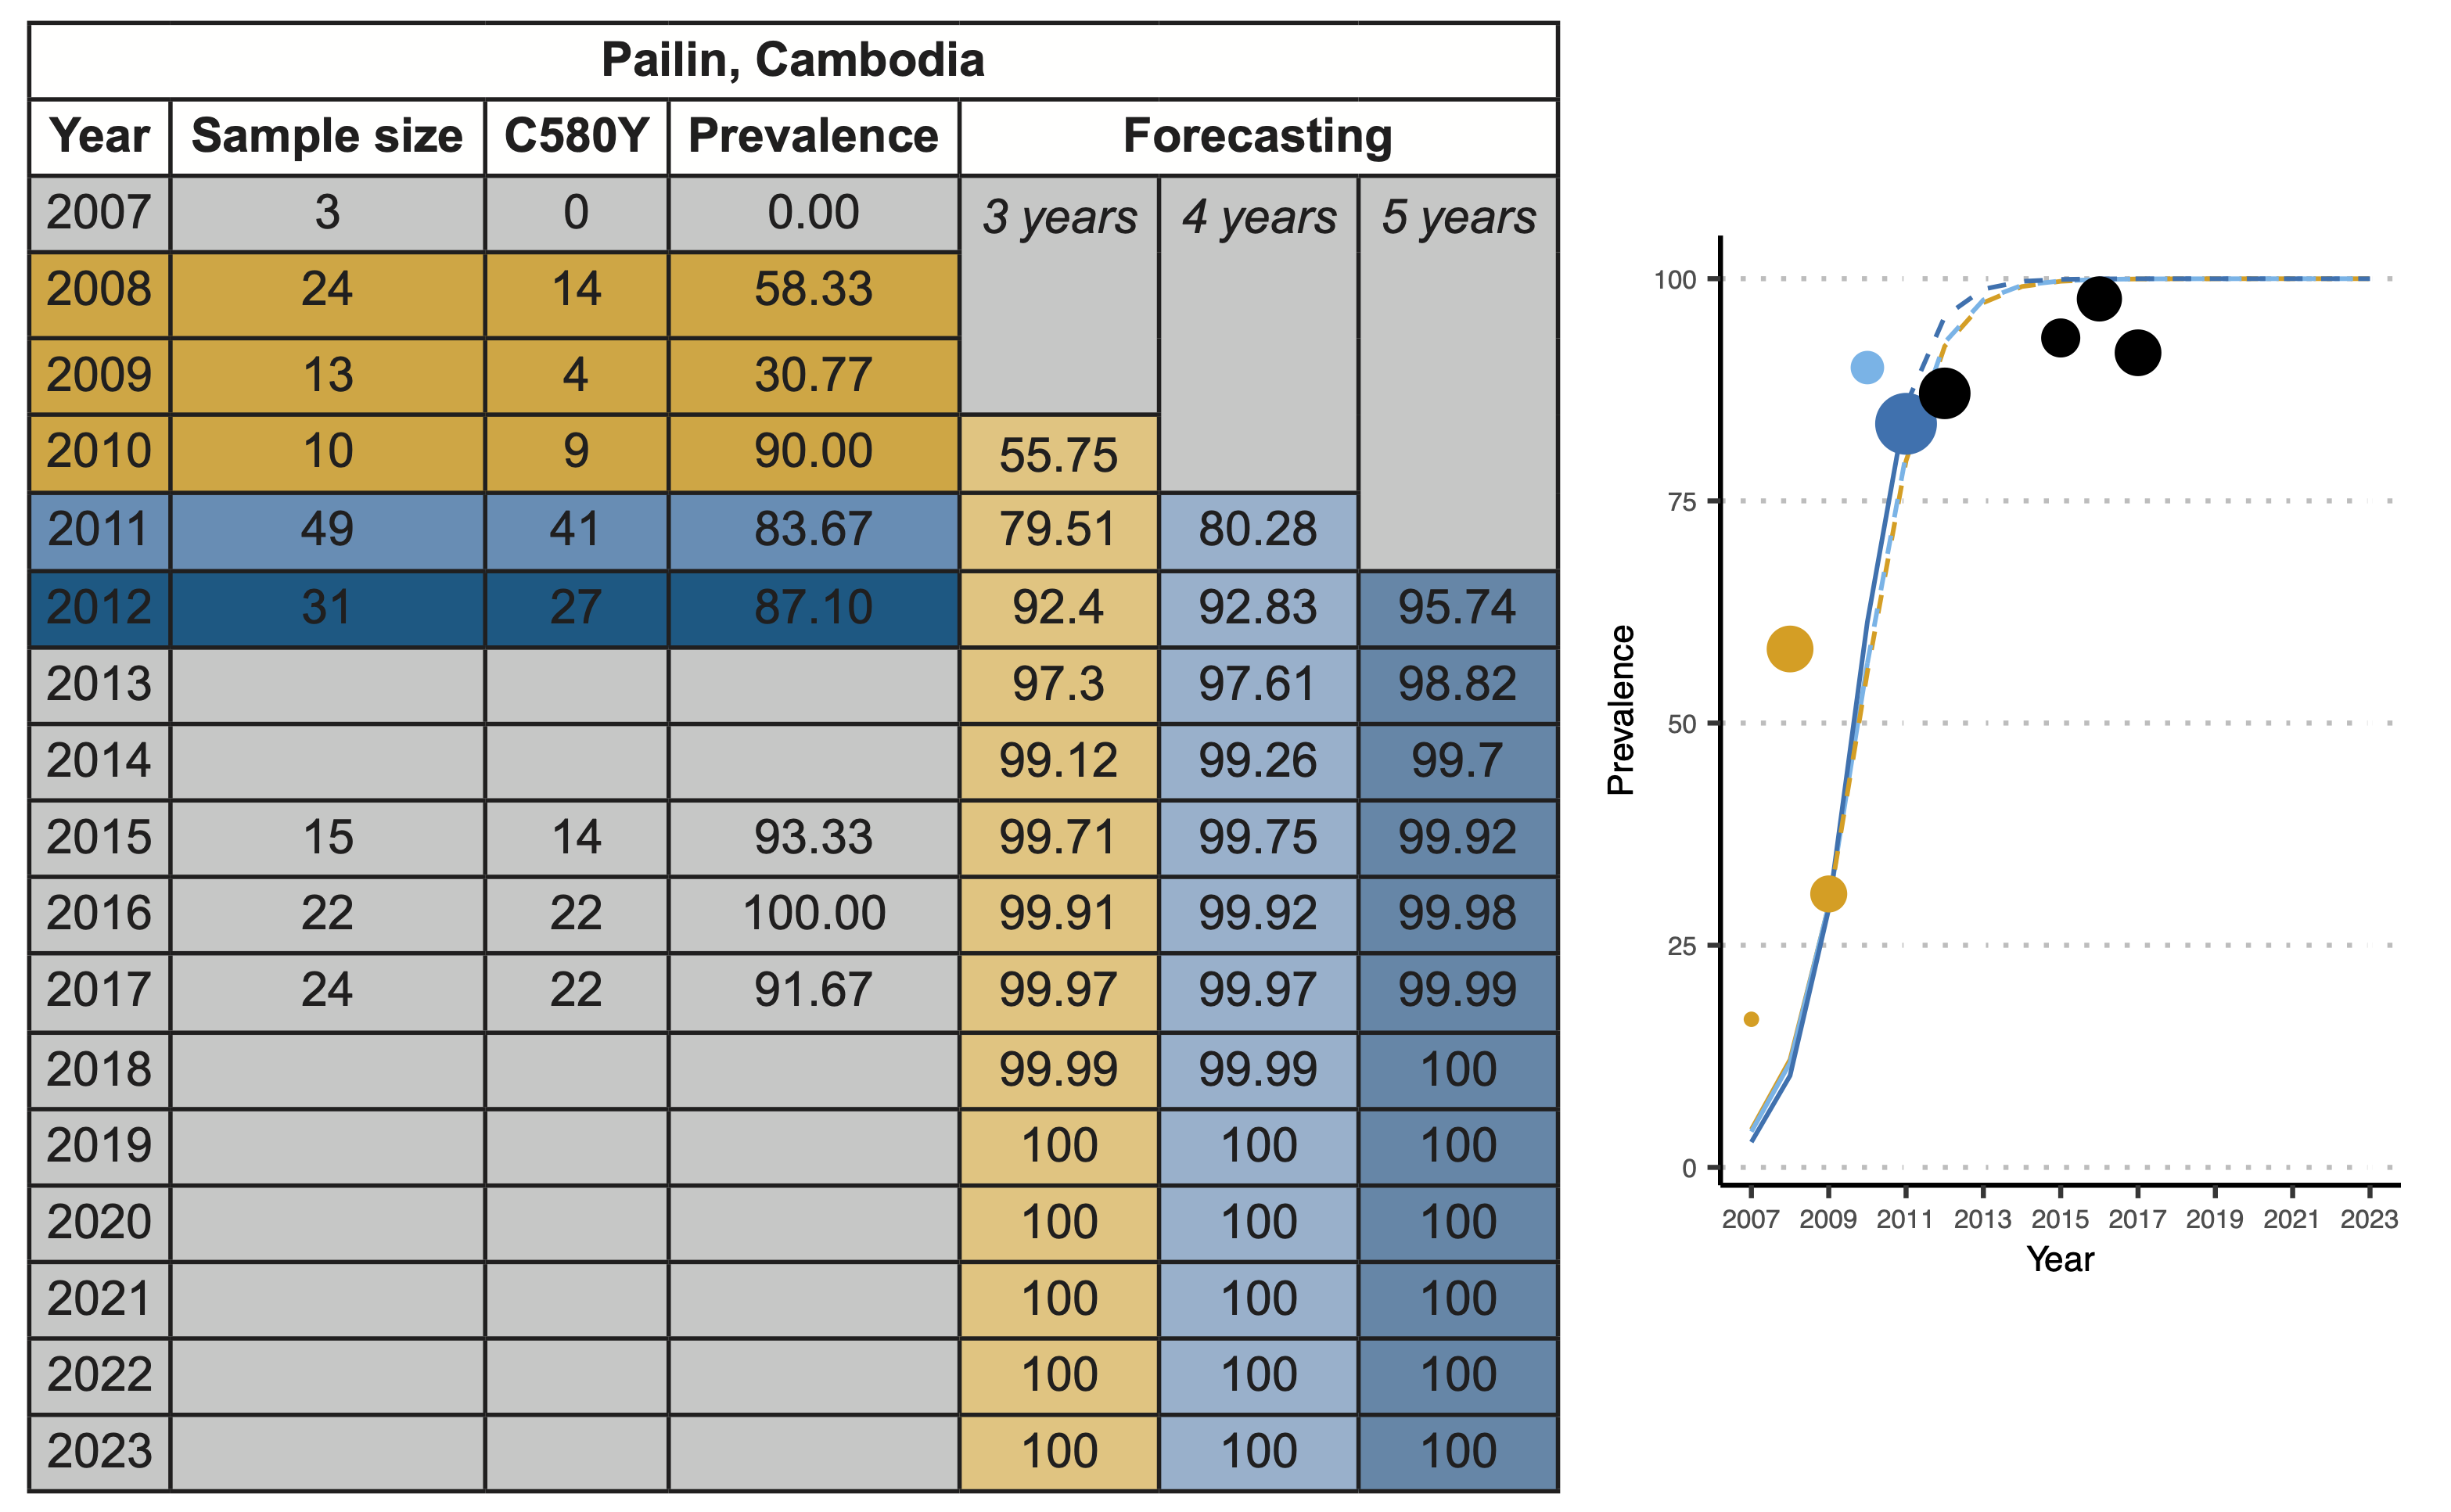 Pailin, Cambodia
Year Sample size C580Y Prevalence Forecasting
2007 3 0 0.00 3 years 4 years 5 years
2008 24 14 58.33
2009 13 4 30.77
2010 10 9 90.00 55.75
2011 49 41 83.67 79.51 80.28
2012 31 27 87.10 92.4 92.83 95.74
2013 97.3 97.61 98.82
2014 99.12 99.26 99.7
2015 15 14 93.33 99.71 99.75 99.92
2016 22 22 100.00 99.91 99.92 99.98
2017 24 22 91.67 99.97 99.97 99.99
2018 99.99 99.99 100
2019 100 100 100
2020 100 100 100
2021 100 100 100
2022 100 100 100
2023 100 100 100
Prevalence
100
75
50
25
0
2007 2009 2011 2013 2015 2017 2019 2021 2023
Year